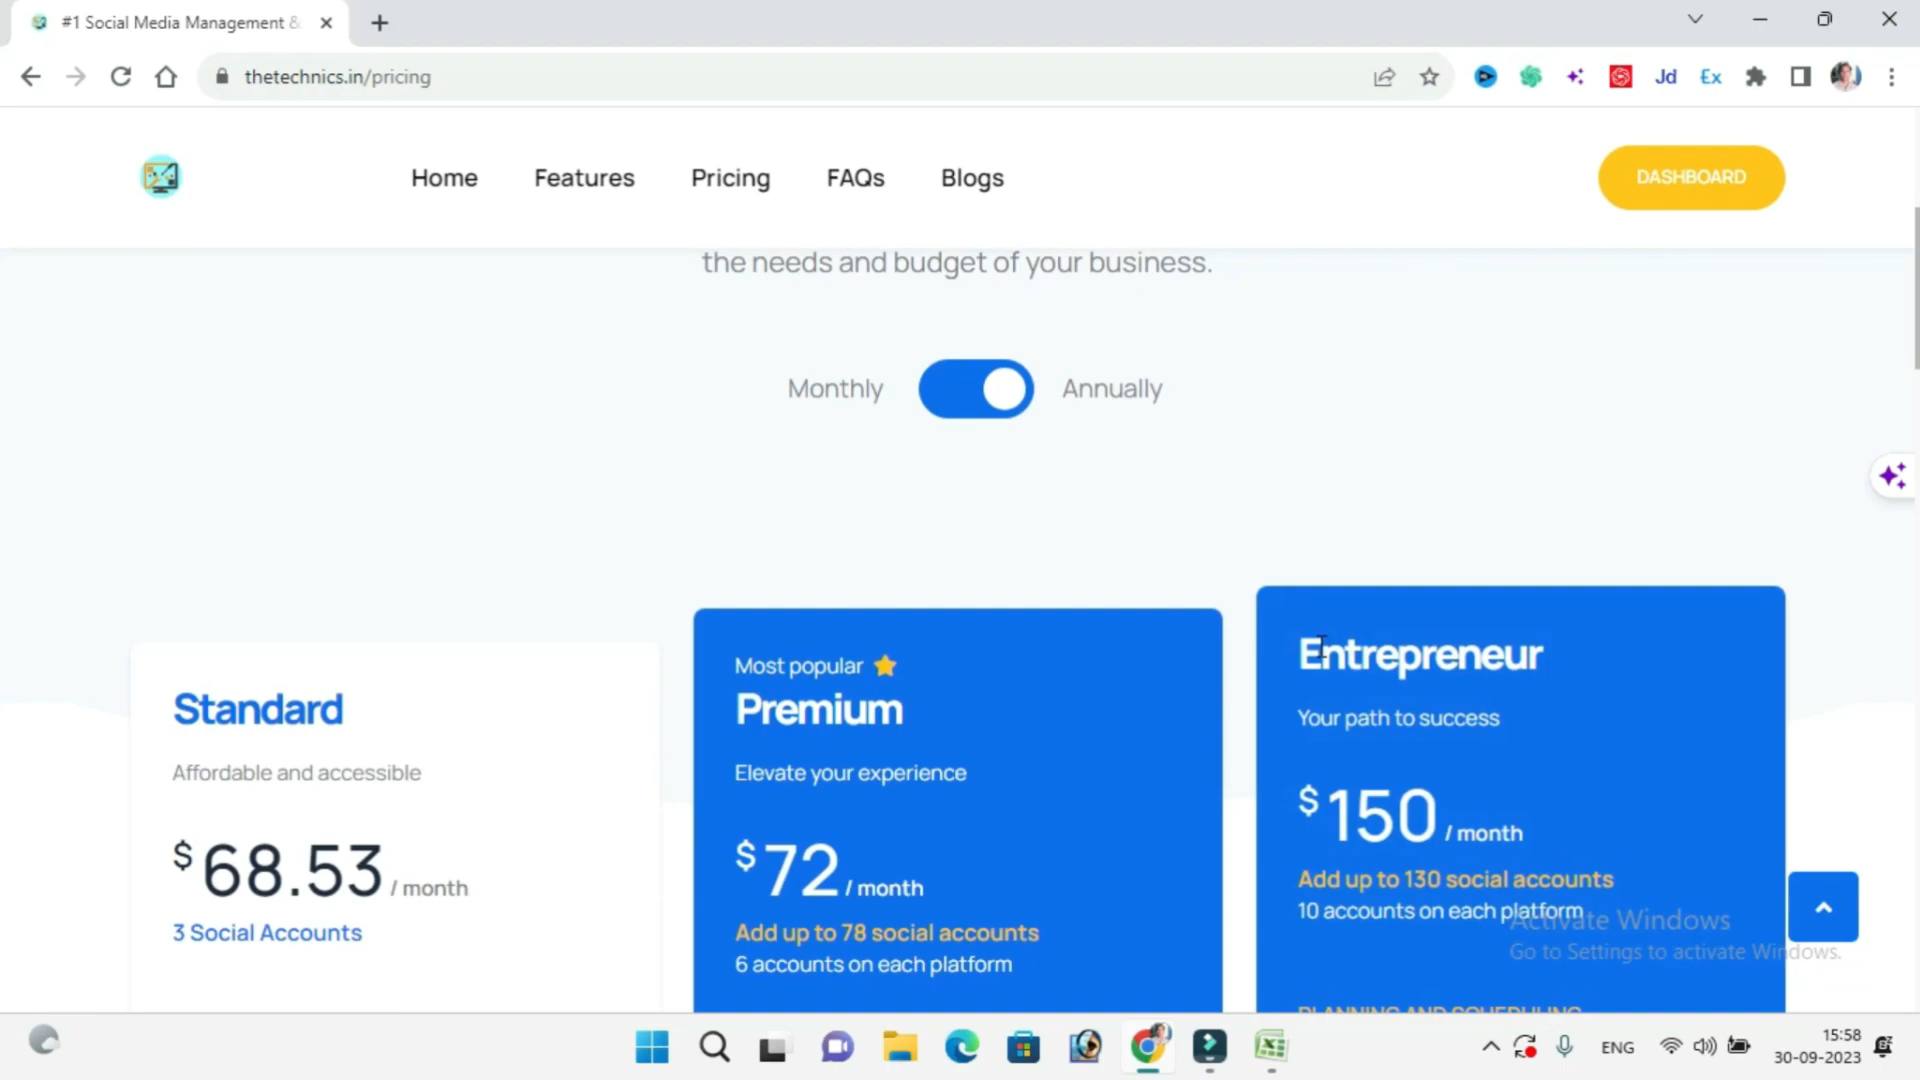 #1 Social Media Management &
thetechnics.in/pricing
Jd
Ex
Home
Features
Pricing
FAQs
Blogs
DASHBOARD
the needs and budget of your business.
Monthly
Annually
Standard
Affordable and accessible
$68.53 / month
3 Social Accounts
Most popular
Premium
Elevate your experience
$72 / month
Add up to 78 social accounts
6 accounts on each platform
Entrepreneur
Your path to success
$150 / month
Add up to 130 social accounts
10 accounts on each platform
PLANNING AND SCHEDULING
Activate Windows
Go to Settings to activate Windows.
ENG
15:58
30-09-2023